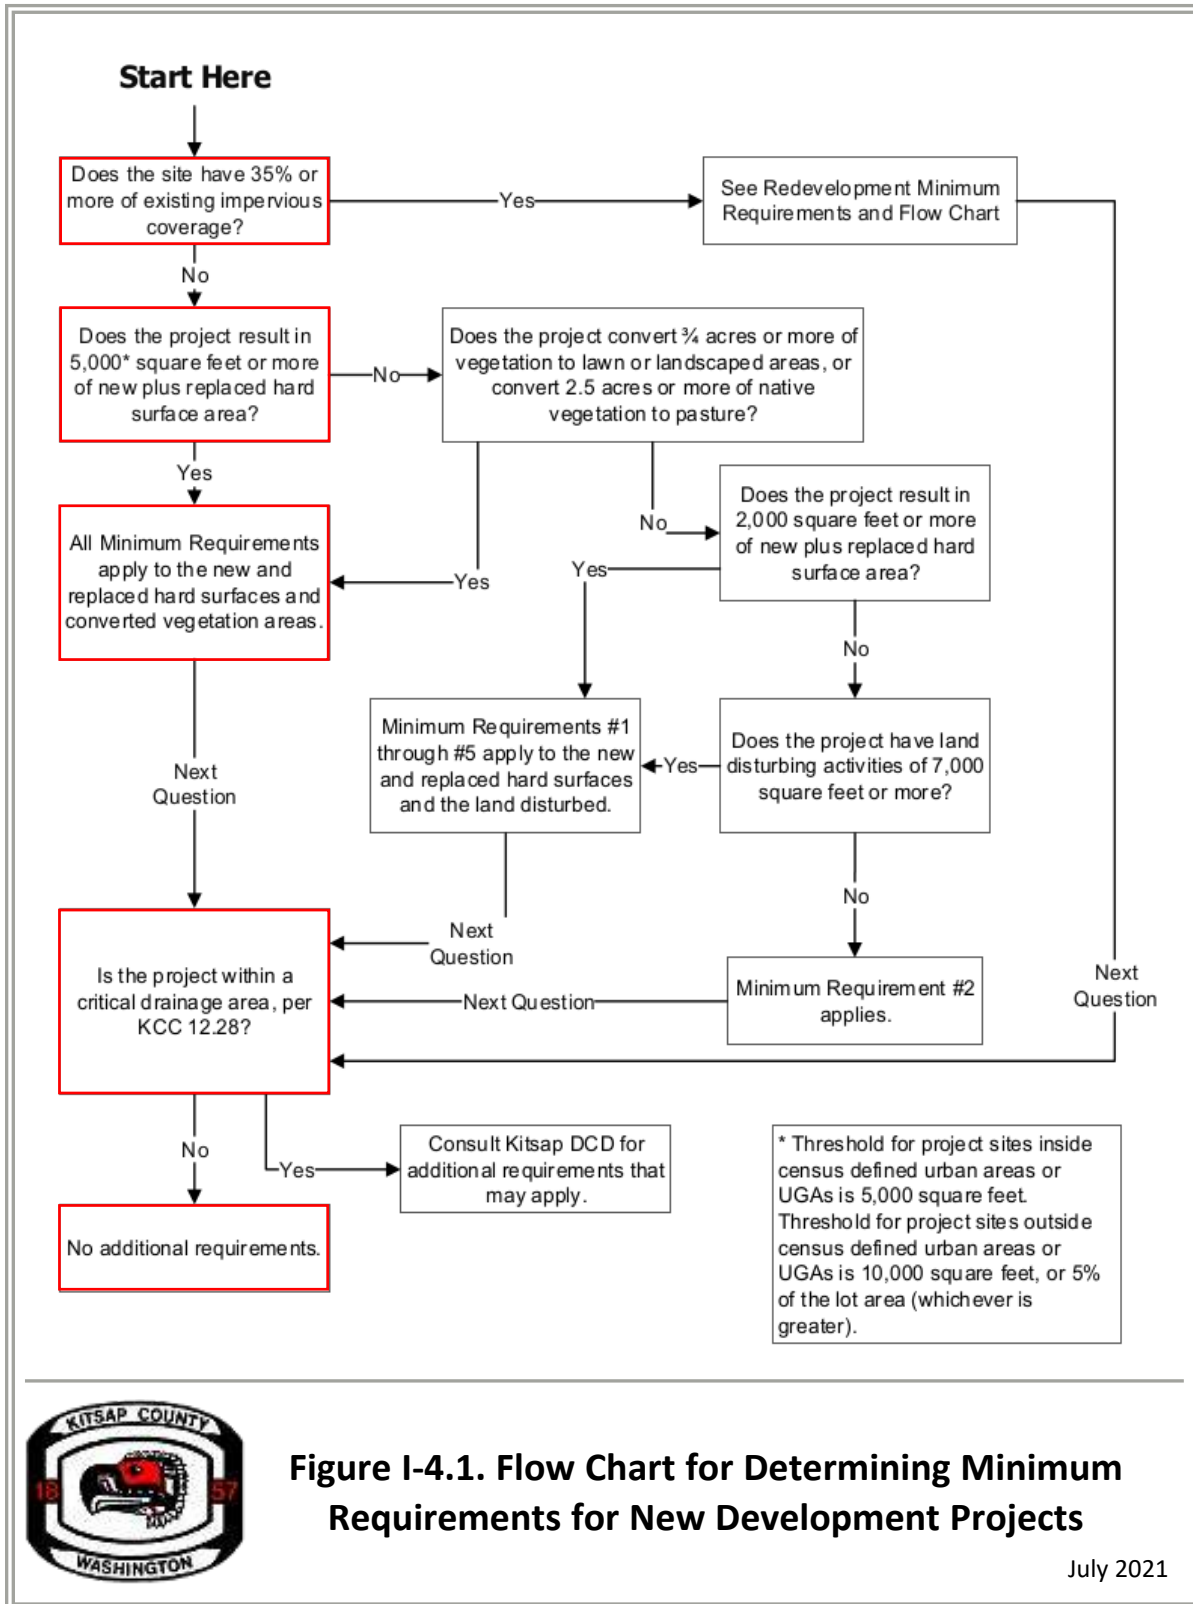 Start Here
Does the site have 35% or
more of existing impervious
coverage?
Yes
See Redevelopment Minimum
Requirements and Flow Chart
No
Does the project result in
5,000* square feet or more
of new plus replaced hard
surface area?
No
Does the project convert ¾ acres or more of
vegetation to lawn or landscaped areas, or
convert 2.5 acres or more of native
vegetation to pasture?
Yes
All Minimum Requirements
apply to the new and
replaced hard surfaces and
converted vegetation areas.
Yes
No
Does the project result in
2,000 square feet or more
of new plus replaced hard
surface area?
Yes
No
Minimum Requirements #1
through #5 apply to the new
and replaced hard surfaces
and the land disturbed.
Yes
Does the project have land
disturbing activities of 7,000
square feet or more?
Next
Question
No
Next
Question
Is the project within a
critical drainage area, per
KCC 12.28?
Next Question
Minimum Requirement #2
applies.
Next
Question
No
Yes
Consult Kitsap DCD for
additional requirements that
may apply.
No additional requirements.
* Threshold for project sites inside
census defined urban areas or
UGAs is 5,000 square feet.
Threshold for project sites outside
census defined urban areas or
UGAs is 10,000 square feet, or 5%
of the lot area (whichever is
greater).
KITSAP COUNTY
18 57
WASHINGTON
Figure I-4.1. Flow Chart for Determining Minimum
Requirements for New Development Projects
July 2021